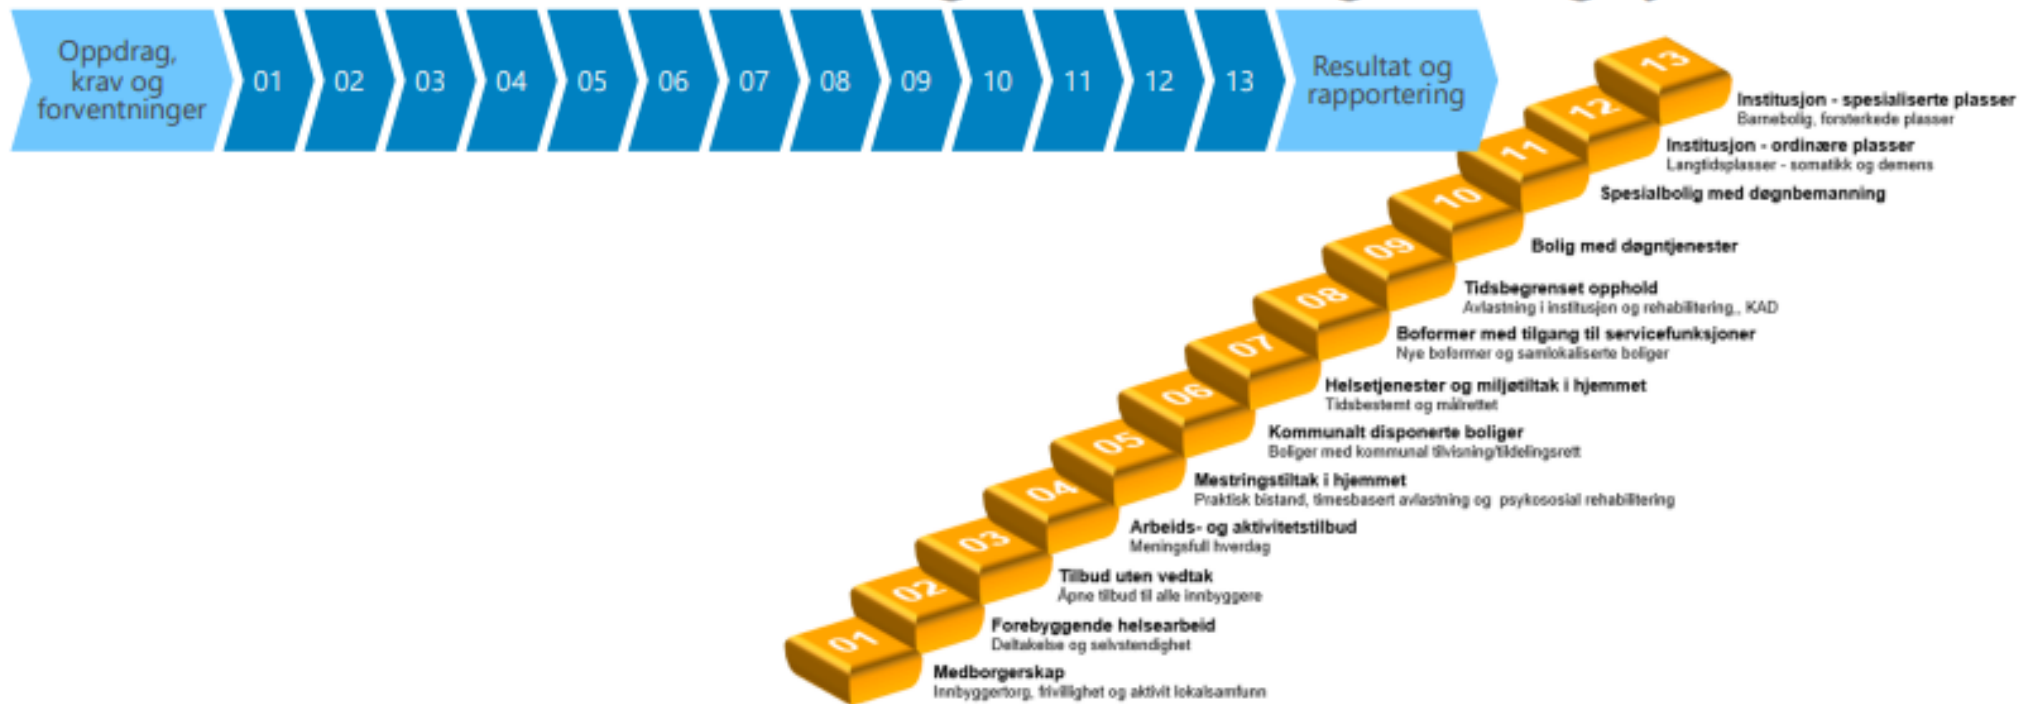 Oppdrag,
krav og
forventninger
01
02
03
04
05
06
07
08
09
10
11
12
13
Resultat og
rapportering
13
Institusjon - spesialiserte plasser
Barnebolig, forsterkede plasser
12
Institusjon - ordinære plasser
Langtidsplasser - somatikk og demens
11
Spesialbolig med døgnbemanning
10
Bolig med døgntjenester
09
Tidsbegrenset opphold
Avlastning i institusjon og rehabilitering,, KAD
08
Boformer med tilgang til servicefunksjoner
Nye boformer og samlokaliserte boliger
07
Helsetjenester og miljøtiltak i hjemmet
Tidsbestemt og målrettet
06
Kommunalt disponerte boliger
Boliger med kommunal tilvisning/tildelingsrett
05
Mestringstiltak i hjemmet
Praktisk bistand, timesbasert avlastning og psykososial rehabilitering
04
Arbeids- og aktivitetstilbud
Meningsfull hverdag
03
Tilbud uten vedtak
Åpne tilbud til alle innbyggere
02
Forebyggende helsearbeid
Deltakelse og selvstendighet
01
Medborgerskap
Innbyggertorg, frivillighet og aktivit lokalsamfunn